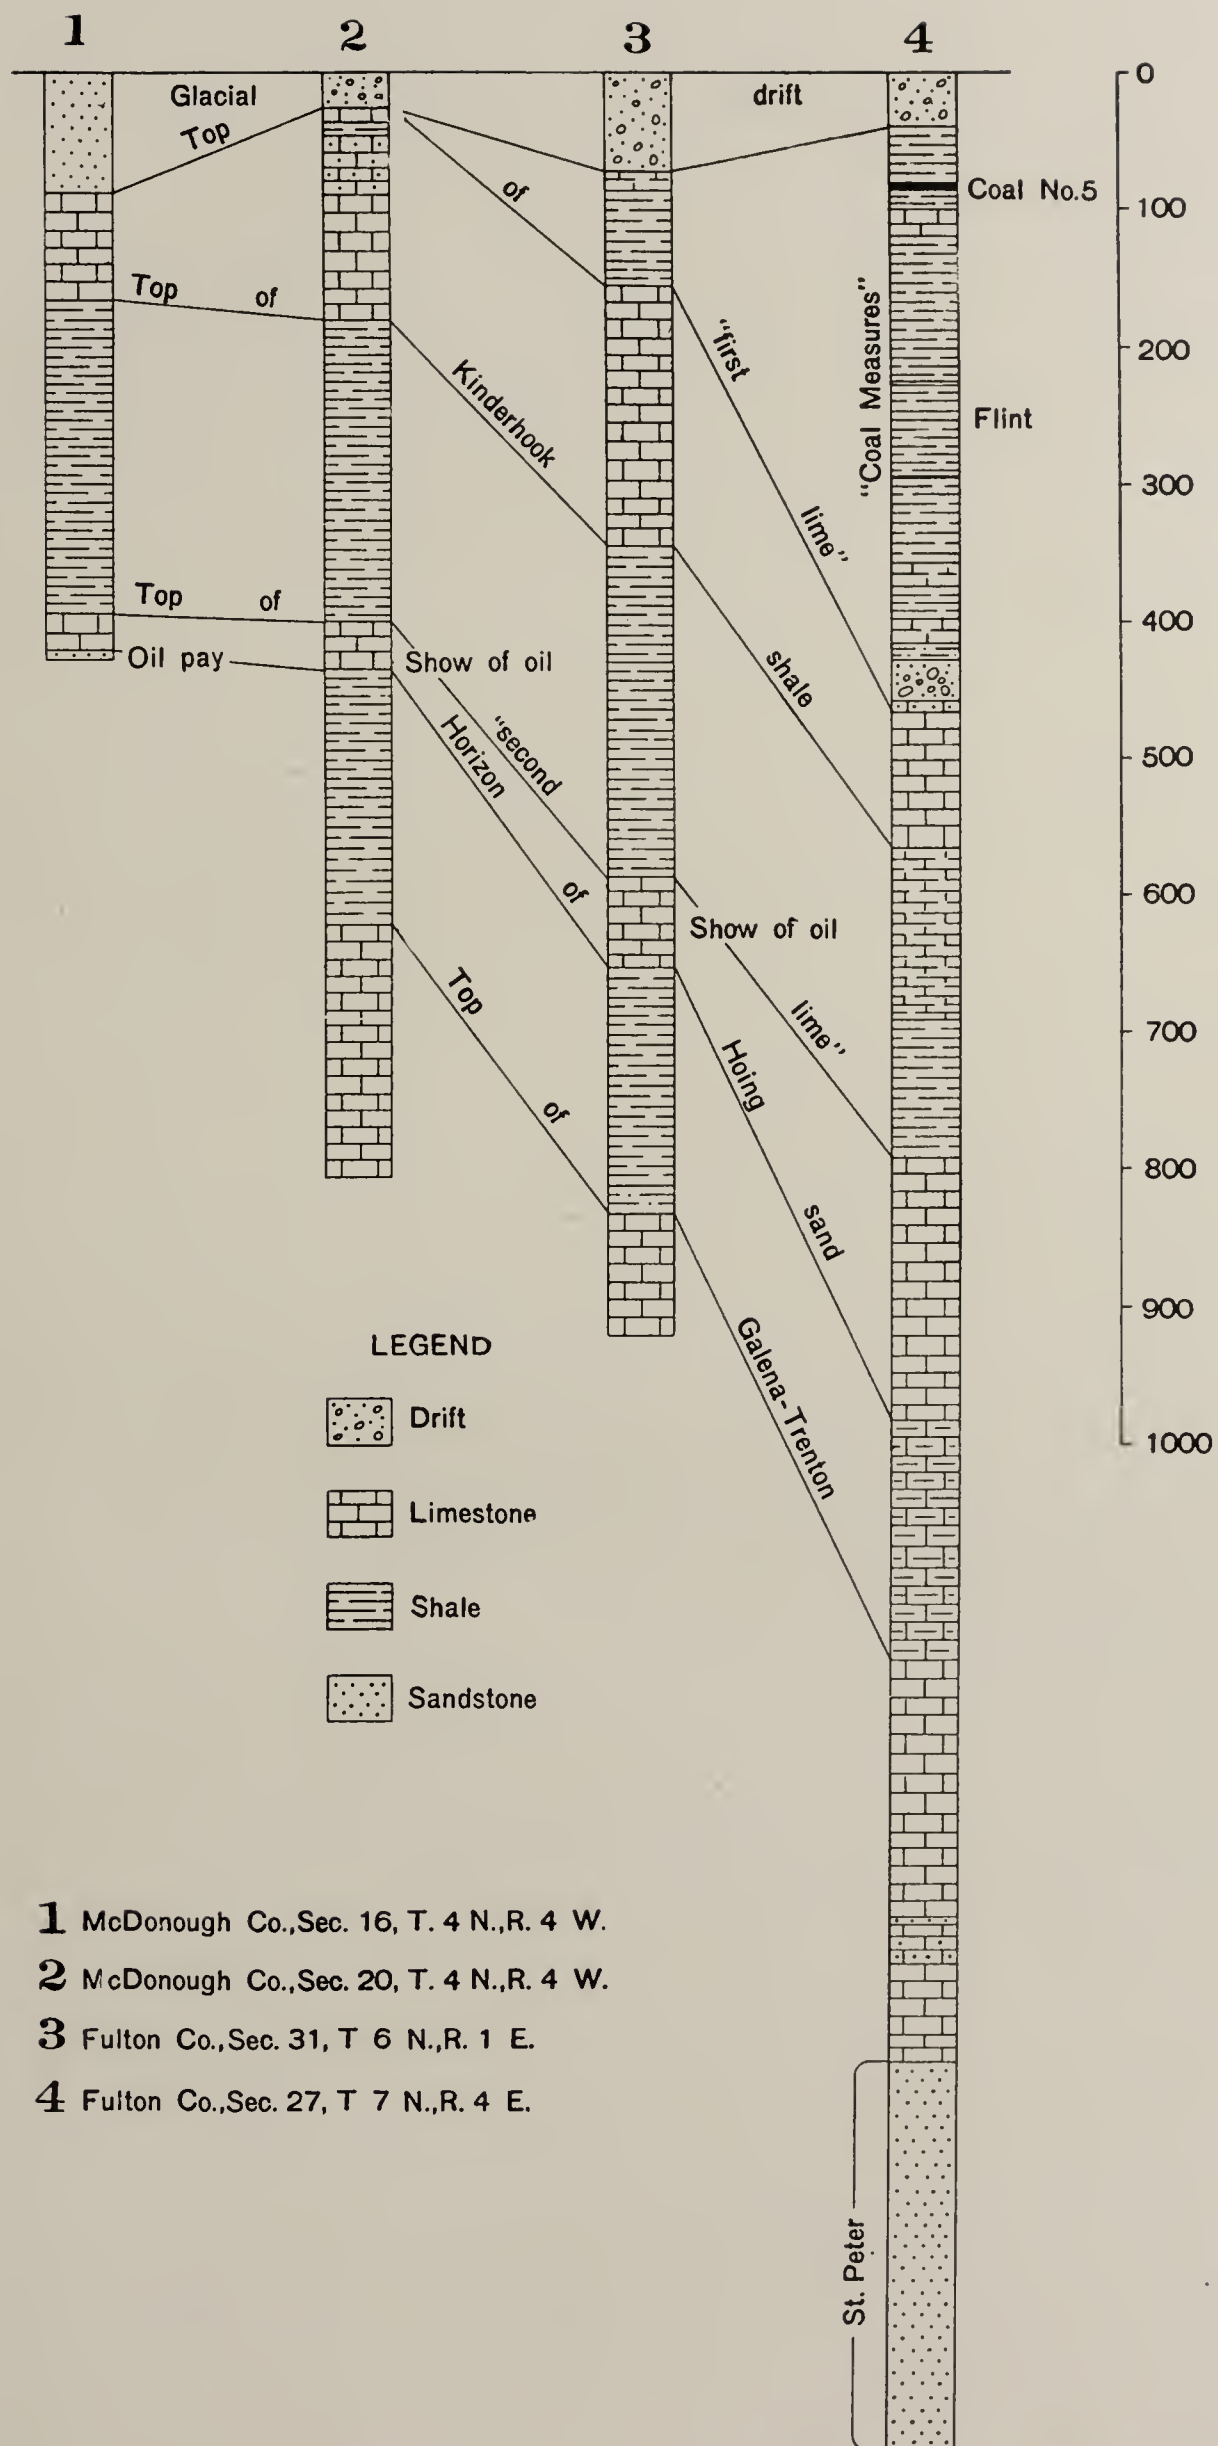 1 2 3 4
Glacial drift
Top of "first lime"
Top of Kinderhook shale
Top of "second lime"
Oil pay
Show of oil
Horizon of Hoing sand
Show of oil
Top of Galena-Trenton
"Coal Measures"
Coal No.5
Flint
St. Peter
0
100
200
300
400
500
600
700
800
900
1000
LEGEND
Drift
Limestone
Shale
Sandstone
1 McDonough Co.,Sec. 16, T. 4 N.,R. 4 W.
2 McDonough Co.,Sec. 20, T. 4 N.,R. 4 W.
3 Fulton Co.,Sec. 31, T 6 N.,R. 1 E.
4 Fulton Co.,Sec. 27, T 7 N.,R. 4 E.